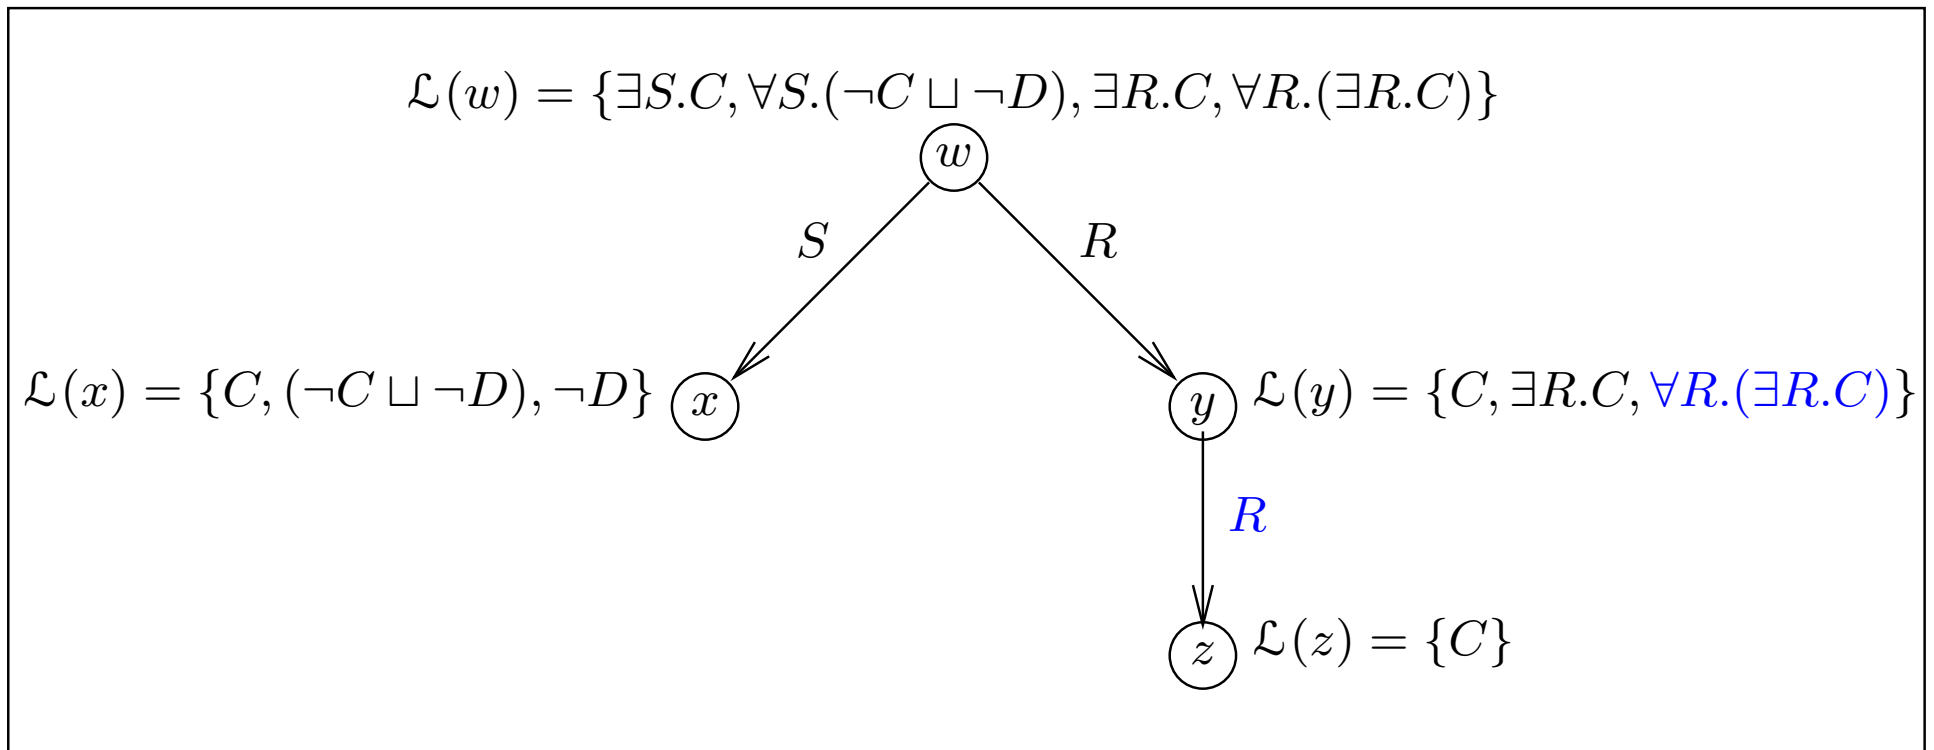 ℒ(w) = {∃S.C, ∀S.(¬C ⊔ ¬D), ∃R.C, ∀R.(∃R.C)}
w
S
R
ℒ(x) = {C, (¬C ⊔ ¬D), ¬D}
x
y
ℒ(y) = {C, ∃R.C, ∀R.(∃R.C)}
R
z
ℒ(z) = {C}